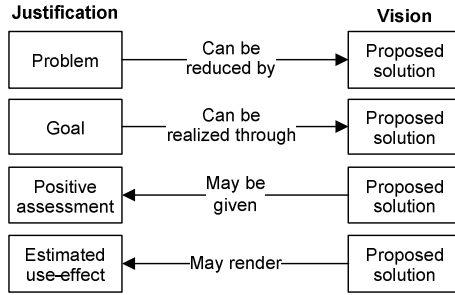 Justification
Vision
Problem
Can be
reduced by
Proposed
solution
Goal
Can be
realized through
Proposed
solution
Positive
assessment
May be
given
Proposed
solution
Estimated
use-effect
May render
Proposed
solution